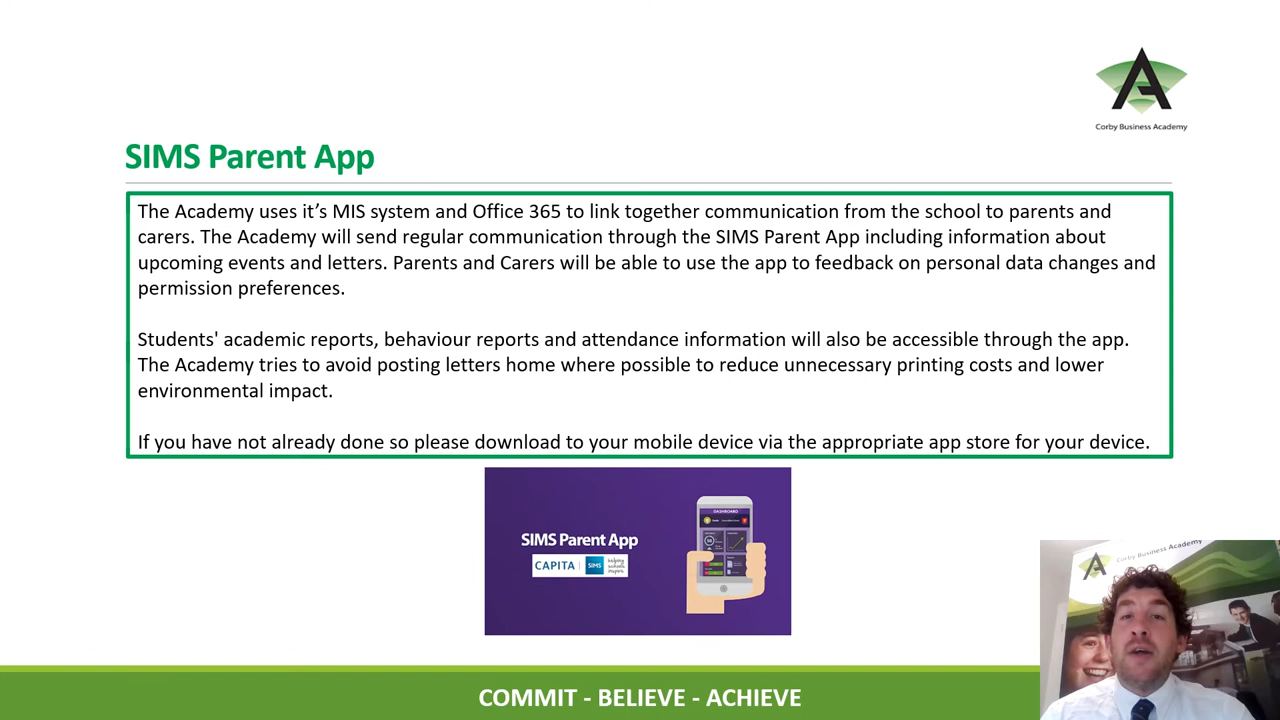 Corby Business Academy
SIMS Parent App
The Academy uses it’s MIS system and Office 365 to link together communication from the school to parents and
carers. The Academy will send regular communication through the SIMS Parent App including information about
upcoming events and letters. Parents and Carers will be able to use the app to feedback on personal data changes and
permission preferences.
Students' academic reports, behaviour reports and attendance information will also be accessible through the app.
The Academy tries to avoid posting letters home where possible to reduce unnecessary printing costs and lower
environmental impact.
If you have not already done so please download to your mobile device via the appropriate app store for your device.
DASHBOARD
SIMS Parent App
CAPITA SIMS helping schools inspire
Corby Business Academy
COMMIT - BELIEVE - ACHIEVE